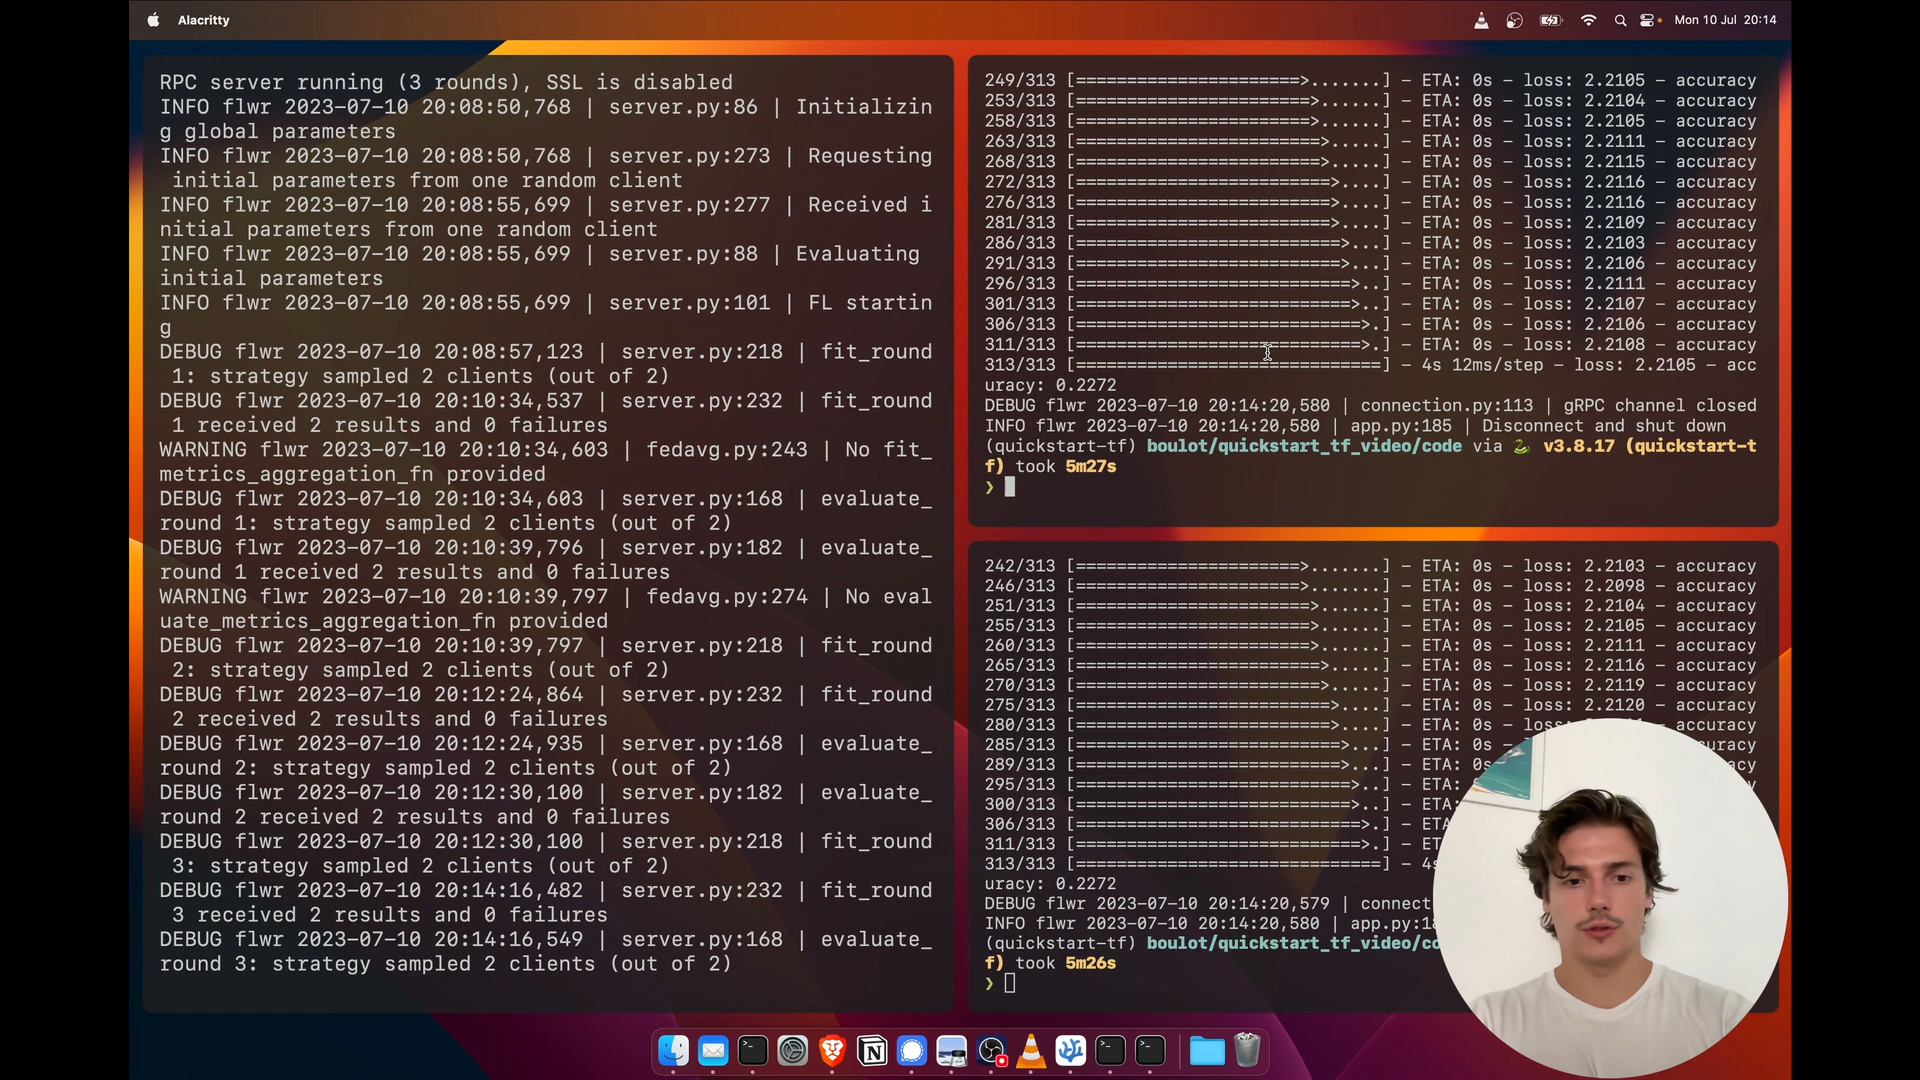 Alacritty
Mon 10 Jul 20:14
RPC server running (3 rounds), SSL is disabled
INFO flwr 2023-07-10 20:08:50,768 | server.py:86 | Initializin
g global parameters
INFO flwr 2023-07-10 20:08:50,768 | server.py:273 | Requesting
initial parameters from one random client
INFO flwr 2023-07-10 20:08:55,699 | server.py:277 | Received i
nitial parameters from one random client
INFO flwr 2023-07-10 20:08:55,699 | server.py:88 | Evaluating
initial parameters
INFO flwr 2023-07-10 20:08:55,699 | server.py:101 | FL startin
g
DEBUG flwr 2023-07-10 20:08:57,123 | server.py:218 | fit_round
1: strategy sampled 2 clients (out of 2)
DEBUG flwr 2023-07-10 20:10:34,537 | server.py:232 | fit_round
1 received 2 results and 0 failures
WARNING flwr 2023-07-10 20:10:34,603 | fedavg.py:243 | No fit_
metrics_aggregation_fn provided
DEBUG flwr 2023-07-10 20:10:34,603 | server.py:168 | evaluate_
round 1: strategy sampled 2 clients (out of 2)
DEBUG flwr 2023-07-10 20:10:39,796 | server.py:182 | evaluate_
round 1 received 2 results and 0 failures
WARNING flwr 2023-07-10 20:10:39,797 | fedavg.py:274 | No eval
uate_metrics_aggregation_fn provided
DEBUG flwr 2023-07-10 20:10:39,797 | server.py:218 | fit_round
2: strategy sampled 2 clients (out of 2)
DEBUG flwr 2023-07-10 20:12:24,864 | server.py:232 | fit_round
2 received 2 results and 0 failures
DEBUG flwr 2023-07-10 20:12:24,935 | server.py:168 | evaluate_
round 2: strategy sampled 2 clients (out of 2)
DEBUG flwr 2023-07-10 20:12:30,100 | server.py:182 | evaluate_
round 2 received 2 results and 0 failures
DEBUG flwr 2023-07-10 20:12:30,100 | server.py:218 | fit_round
3: strategy sampled 2 clients (out of 2)
DEBUG flwr 2023-07-10 20:14:16,482 | server.py:232 | fit_round
3 received 2 results and 0 failures
DEBUG flwr 2023-07-10 20:14:16,549 | server.py:168 | evaluate_
round 3: strategy sampled 2 clients (out of 2)
249/313 [======================>.......] - ETA: 0s - loss: 2.2105 - accuracy
253/313 [=======================>......] - ETA: 0s - loss: 2.2104 - accuracy
258/313 [=======================>......] - ETA: 0s - loss: 2.2105 - accuracy
263/313 [========================>.....] - ETA: 0s - loss: 2.2111 - accuracy
268/313 [========================>.....] - ETA: 0s - loss: 2.2115 - accuracy
272/313 [=========================>....] - ETA: 0s - loss: 2.2116 - accuracy
276/313 [=========================>....] - ETA: 0s - loss: 2.2116 - accuracy
281/313 [=========================>....] - ETA: 0s - loss: 2.2109 - accuracy
286/313 [==========================>...] - ETA: 0s - loss: 2.2103 - accuracy
291/313 [==========================>...] - ETA: 0s - loss: 2.2106 - accuracy
296/313 [===========================>..] - ETA: 0s - loss: 2.2111 - accuracy
301/313 [===========================>..] - ETA: 0s - loss: 2.2107 - accuracy
306/313 [============================>.] - ETA: 0s - loss: 2.2106 - accuracy
311/313 [============================>.] - ETA: 0s - loss: 2.2108 - accuracy
313/313 [==============================] - 4s 12ms/step - loss: 2.2105 - acc
uracy: 0.2272
DEBUG flwr 2023-07-10 20:14:20,580 | connection.py:113 | gRPC channel closed
INFO flwr 2023-07-10 20:14:20,580 | app.py:185 | Disconnect and shut down
(quickstart-tf) boulot/quickstart_tf_video/code via 🐍 v3.8.17 (quickstart-t
f) took 5m27s
❯
242/313 [======================>.......] - ETA: 0s - loss: 2.2103 - accuracy
246/313 [======================>.......] - ETA: 0s - loss: 2.2098 - accuracy
251/313 [=======================>......] - ETA: 0s - loss: 2.2104 - accuracy
255/313 [=======================>......] - ETA: 0s - loss: 2.2105 - accuracy
260/313 [=======================>......] - ETA: 0s - loss: 2.2111 - accuracy
265/313 [========================>.....] - ETA: 0s - loss: 2.2116 - accuracy
270/313 [========================>.....] - ETA: 0s - loss: 2.2119 - accuracy
275/313 [=========================>....] - ETA: 0s - loss: 2.2120 - accuracy
280/313 [=========================>....] - ETA: 0s - loss: accuracy
285/313 [==========================>...] - ETA: 0s
289/313 [==========================>...] - ETA: 0s
295/313 [===========================>..] - ETA:
300/313 [===========================>..] - ETA:
306/313 [============================>.] - ETA
311/313 [============================>.] - ET
313/313 [==============================] - 4s
uracy: 0.2272
DEBUG flwr 2023-07-10 20:14:20,579 | connect
INFO flwr 2023-07-10 20:14:20,580 | app.py:1
(quickstart-tf) boulot/quickstart_tf_video/co
f) took 5m26s
❯